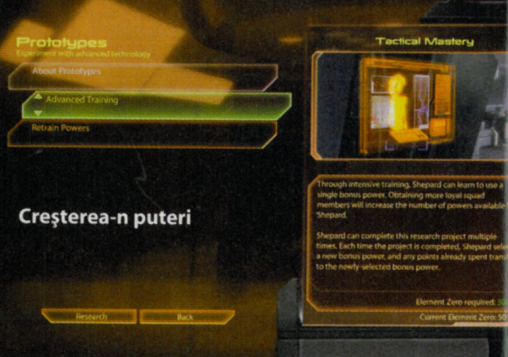 Prototypes
Experiment with advanced technology
About Prototypes
Advanced Training
Retrain Powers
Creşterea-n puteri
Research
Back
Tactical Mastery
Through intensive training, Shepard can learn to use a
single bonus power. Obtaining more loyal squad
members will increase the number of powers available
Shepard.
Shepard can complete this research project multiple
times. Each time the project is completed, Shepard sele
a new bonus power, and any points already spent trans
to the newly selected bonus power.
Element Zero required: 50
Current Element Zero: 50